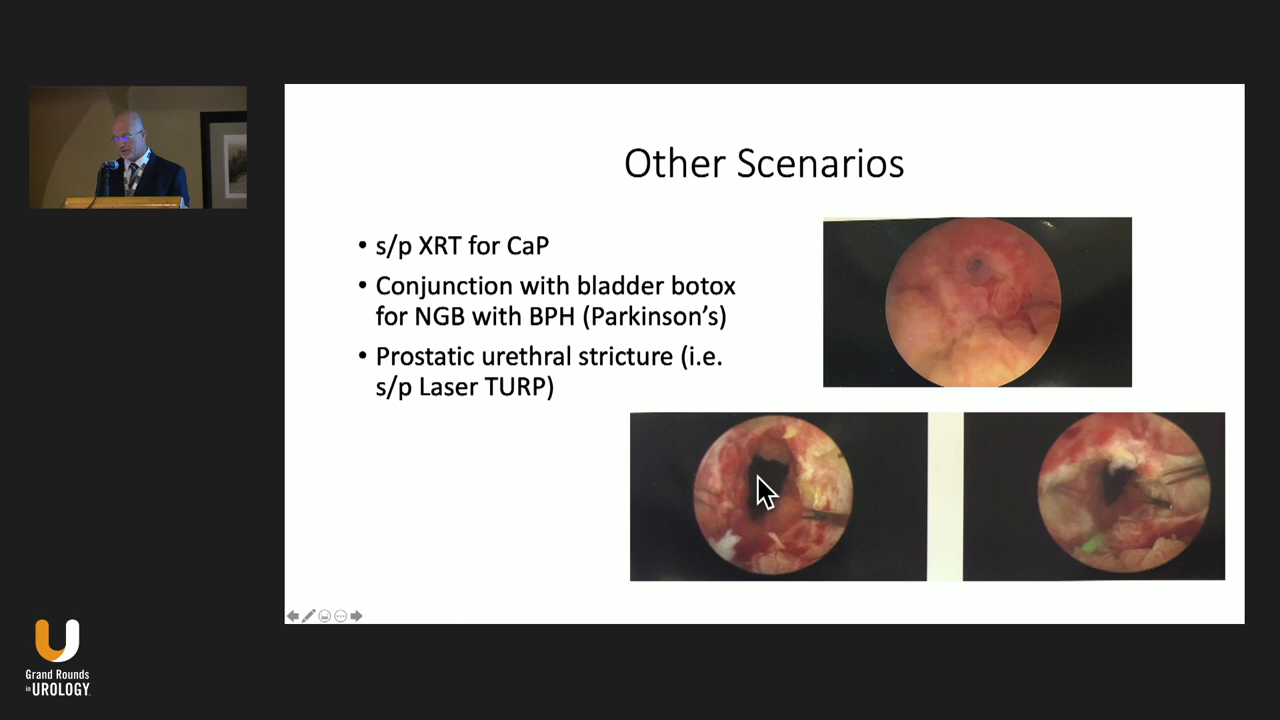 Other Scenarios
• s/p XRT for CaP
• Conjunction with bladder botox
for NGB with BPH (Parkinson's)
• Prostatic urethral stricture (i.e.
s/p Laser TURP)
Grand Rounds
in UROLOGY